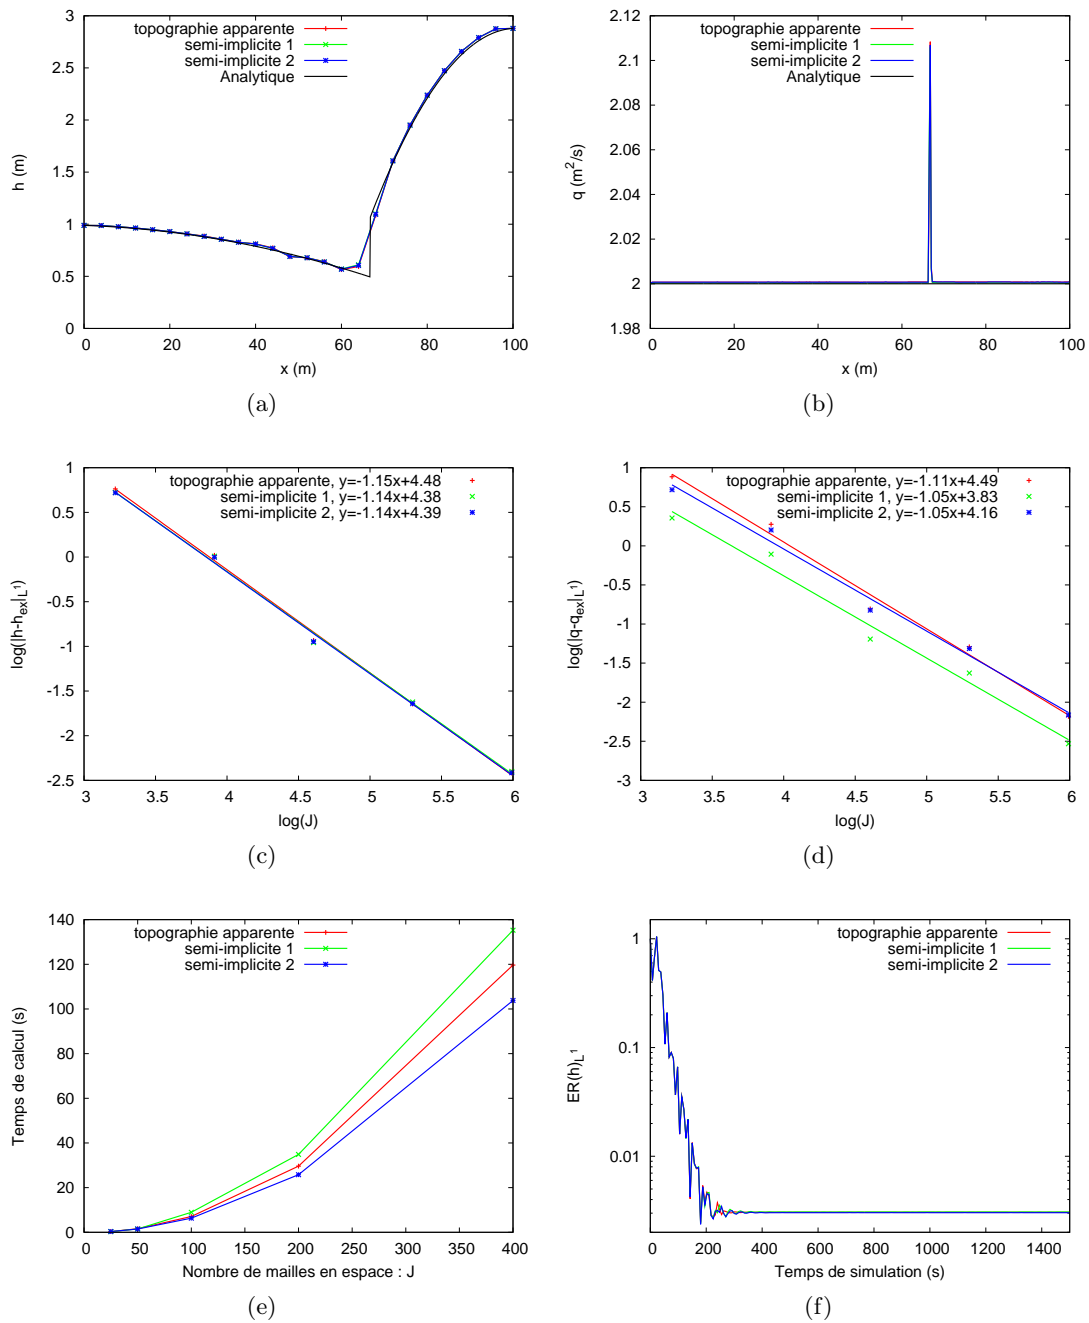 topographie apparente
semi-implicite 1
semi-implicite 2
Analytique
h (m)
3
2.5
2
1.5
1
0.5
0
0 20 40 60 80 100
x (m)
(a)
topographie apparente
semi-implicite 1
semi-implicite 2
Analytique
q (m²/s)
2.12
2.1
2.08
2.06
2.04
2.02
2
1.98
0 20 40 60 80 100
x (m)
(b)
topographie apparente, y=-1.15x+4.48
semi-implicite 1, y=-1.14x+4.38
semi-implicite 2, y=-1.14x+4.39
log(|h-h_ex|_L¹)
1
0.5
0
-0.5
-1
-1.5
-2
-2.5
3 3.5 4 4.5 5 5.5 6
log(J)
(c)
topographie apparente, y=-1.11x+4.49
semi-implicite 1, y=-1.05x+3.83
semi-implicite 2, y=-1.05x+4.16
log(|q-q_ex|_L¹)
1
0.5
0
-0.5
-1
-1.5
-2
-2.5
-3
3 3.5 4 4.5 5 5.5 6
log(J)
(d)
topographie apparente
semi-implicite 1
semi-implicite 2
Temps de calcul (s)
140
120
100
80
60
40
20
0
0 50 100 150 200 250 300 350 400
Nombre de mailles en espace : J
(e)
topographie apparente
semi-implicite 1
semi-implicite 2
ER(h)_L¹
1
0.1
0.01
0 200 400 600 800 1000 1200 1400
Temps de simulation (s)
(f)